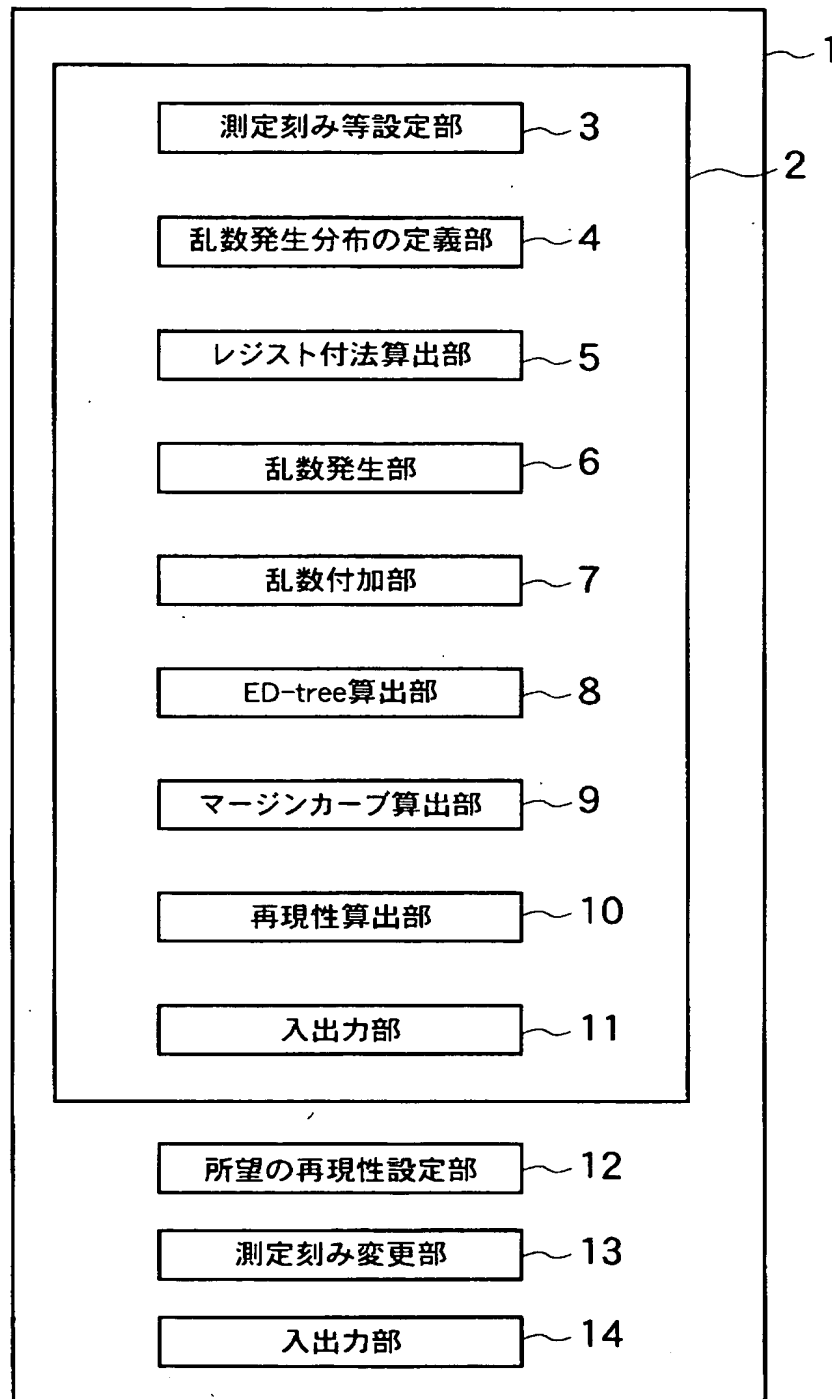 1
測定刻み等設定部 3
2
乱数発生分布の定義部 4
レジスト付法算出部 5
乱数発生部 6
乱数付加部 7
ED-tree算出部 8
マージンカーブ算出部 9
再現性算出部 10
入出力部 11
所望の再現性設定部 12
測定刻み変更部 13
入出力部 14